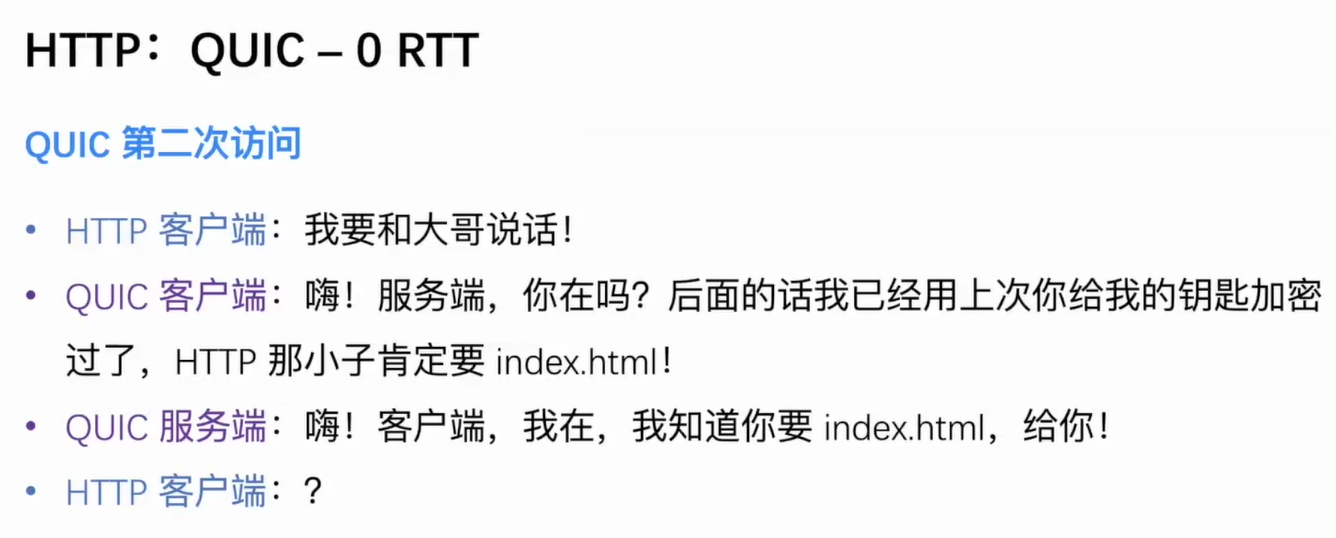 HTTP：QUIC – 0 RTT
QUIC 第二次访问
• HTTP 客户端：我要和大哥说话！
• QUIC 客户端：嗨！服务端，你在吗？后面的话我已经用上次你给我的钥匙加密
过了，HTTP 那小子肯定要 index.html！
• QUIC 服务端：嗨！客户端，我在，我知道你要 index.html，给你！
• HTTP 客户端：？